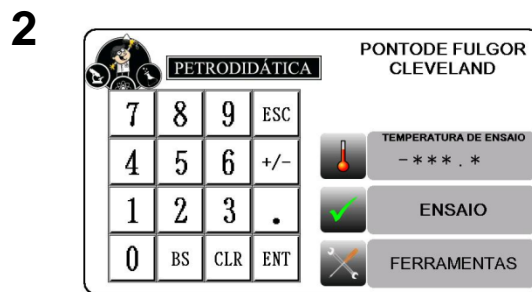 2
PETRODIDÁTICA
PONTODE FULGOR
CLEVELAND
7 8 9 ESC
4 5 6 +/-
1 2 3 .
0 BS CLR ENT
TEMPERATURA DE ENSAIO
-***.*
ENSAIO
FERRAMENTAS